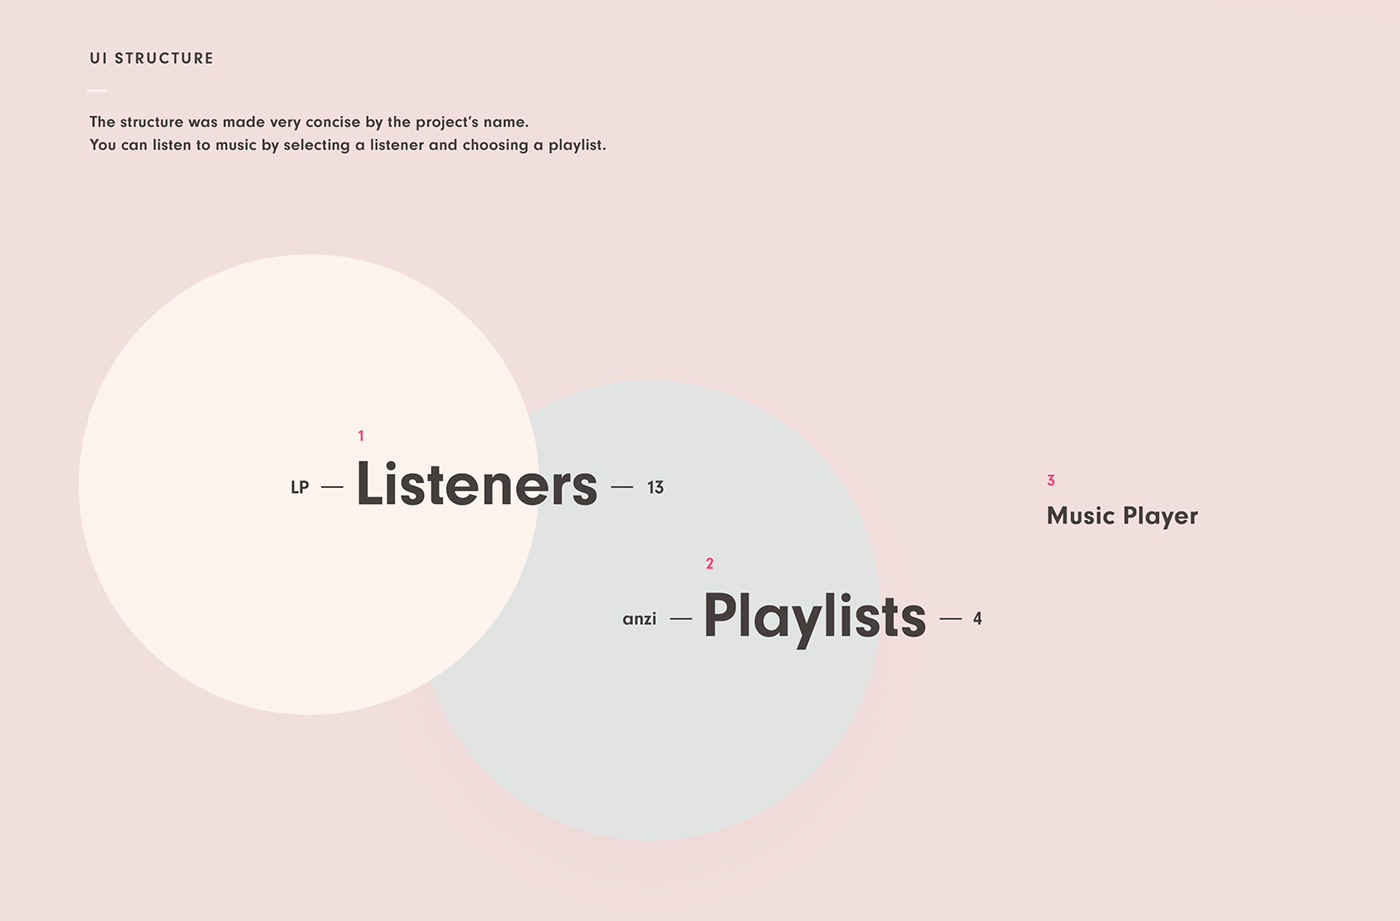 UI STRUCTURE
The structure was made very concise by the project’s name.
You can listen to music by selecting a listener and choosing a playlist.
1
LP — Listeners — 13
2
anzi — Playlists — 4
3
Music Player